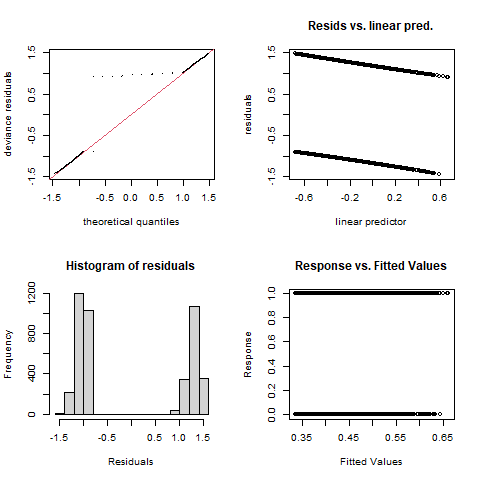 deviance residuals
-1.5 -0.5 0.5 1.5
-1.5 -0.5 0.5 1.0 1.5
theoretical quantiles
Resids vs. linear pred.
residuals
-1.5 -0.5 0.5 1.5
-0.6 -0.2 0.2 0.6
linear predictor
Histogram of residuals
Frequency
0 400 800 1200
-1.5 -0.5 0.5 1.0 1.5
Residuals
Response vs. Fitted Values
Response
0.0 0.2 0.4 0.6 0.8 1.0
0.35 0.45 0.55 0.65
Fitted Values